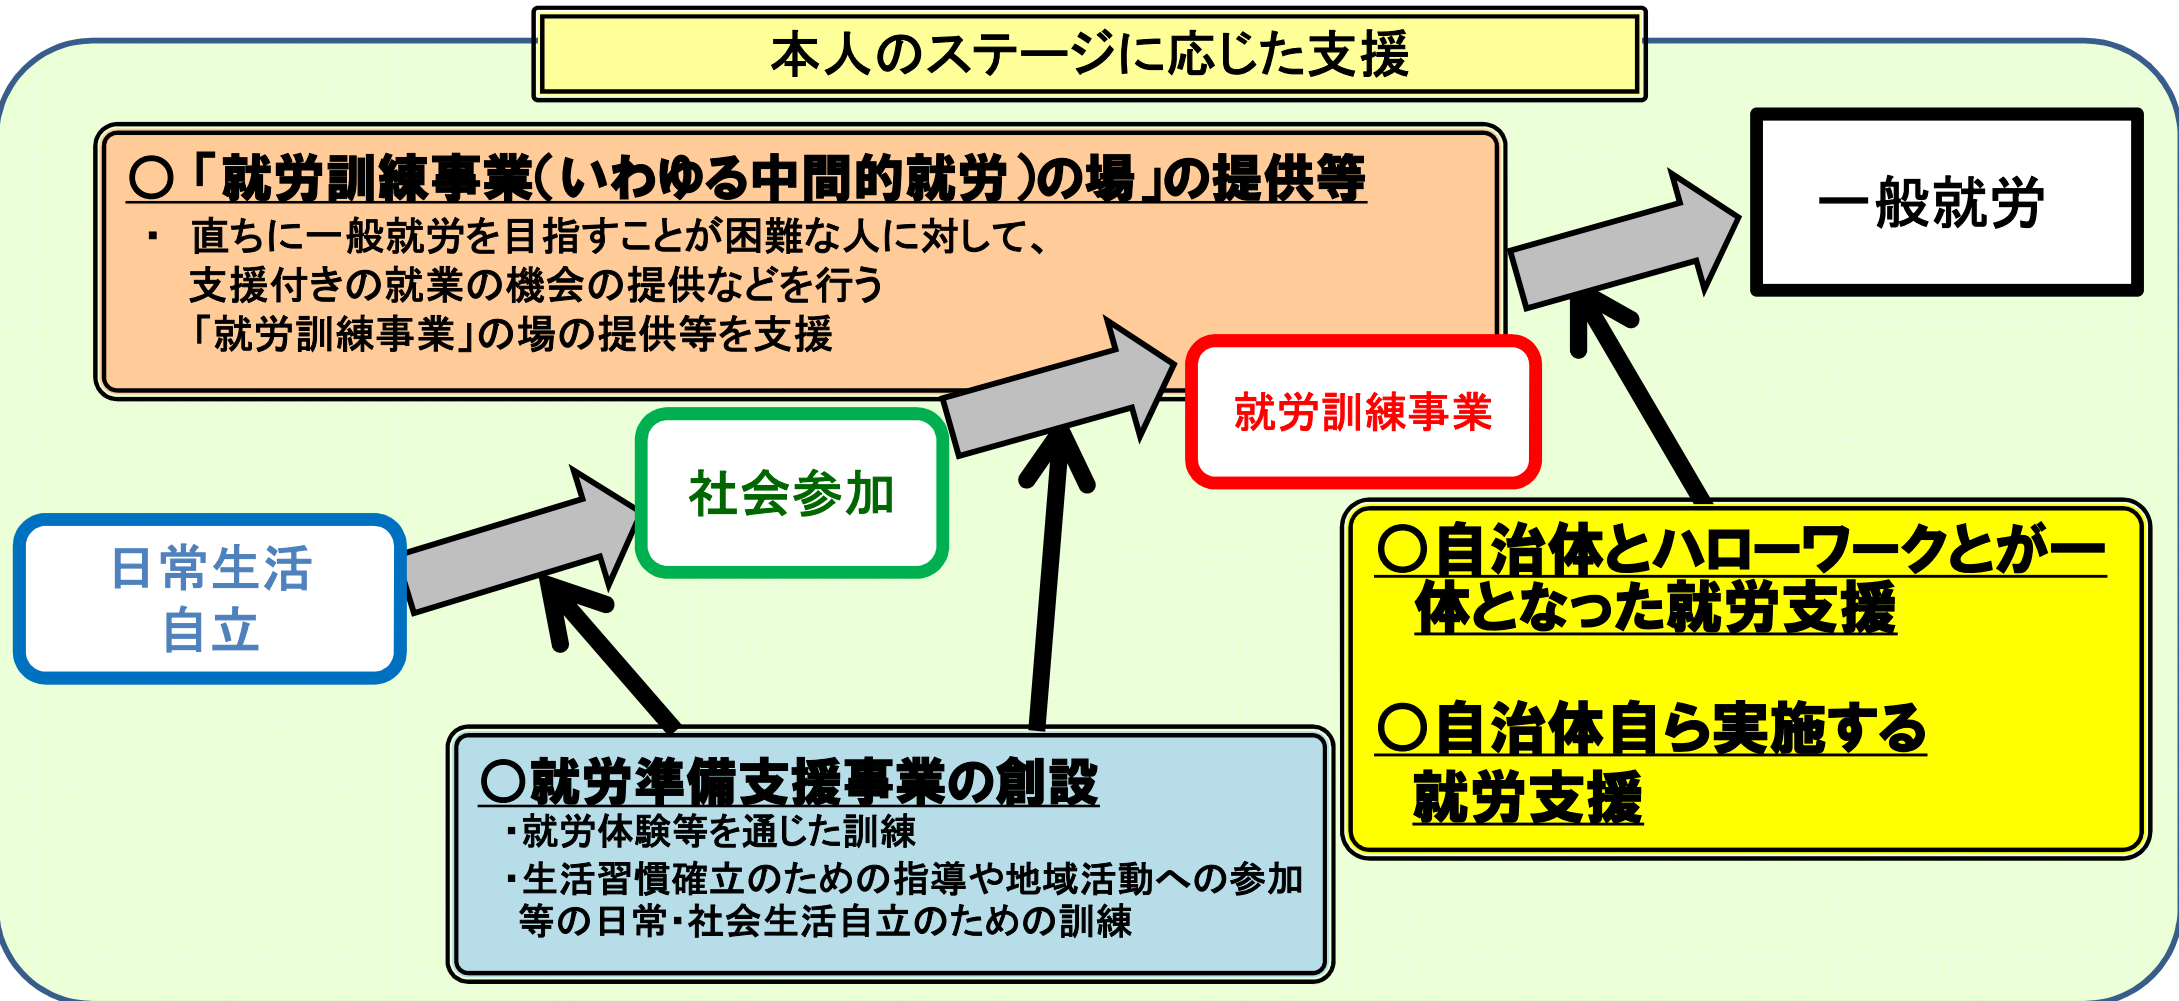 本人のステージに応じた支援
○「就労訓練事業(いわゆる中間的就労)の場」の提供等
・ 直ちに一般就労を目指すことが困難な人に対して、
支援付きの就業の機会の提供などを行う
「就労訓練事業」の場の提供等を支援
一般就労
就労訓練事業
社会参加
日常生活
自立
○自治体とハローワークとが一
体となった就労支援
○自治体自ら実施する
就労支援
○就労準備支援事業の創設
・就労体験等を通じた訓練
・生活習慣確立のための指導や地域活動への参加
等の日常・社会生活自立のための訓練